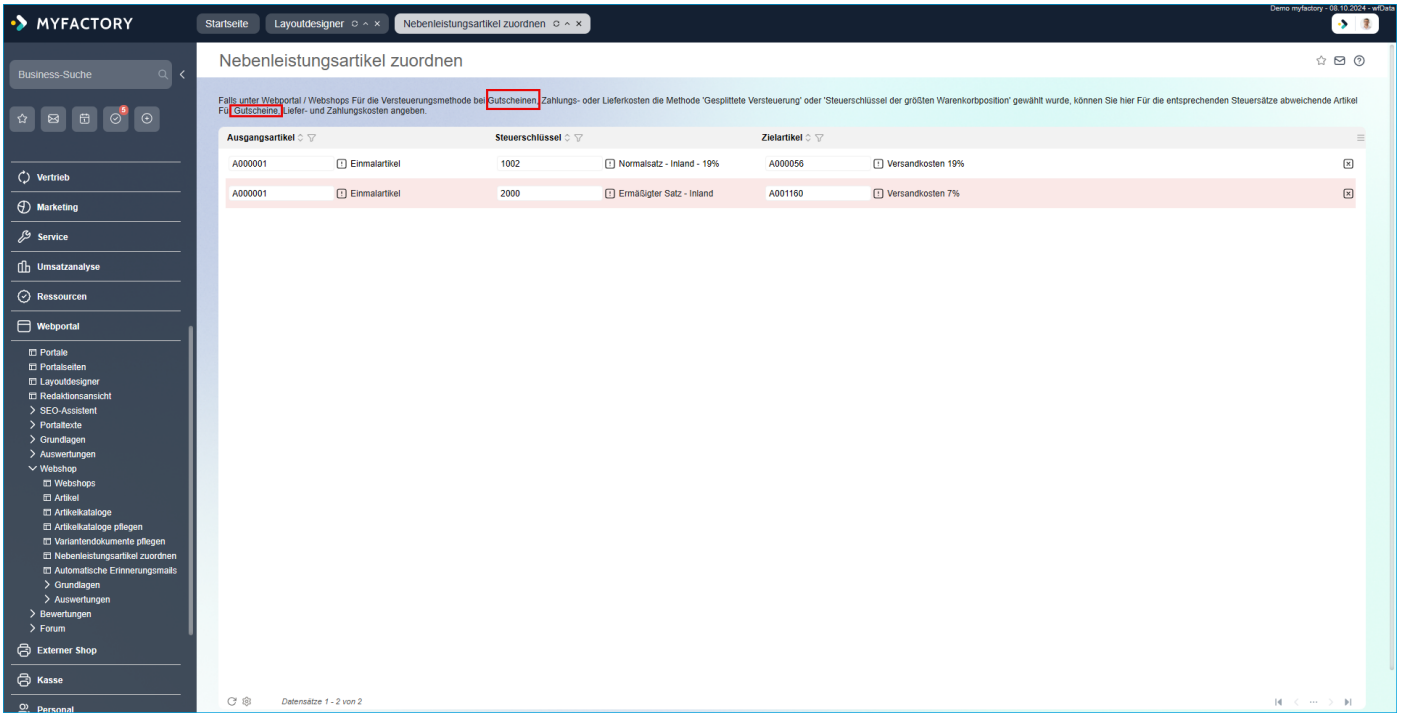 Demo myfactory - 08.10.2024 - wfData
MYFACTORY
Startseite
Layoutdesigner
Nebenleistungsartikel zuordnen
Business-Suche
5
Nebenleistungsartikel zuordnen
Falls unter Webportal / Webshops Für die Versteuerungsmethode bei Gutscheinen, Zahlungs- oder Lieferkosten die Methode 'Gesplittete Versteuerung' oder 'Steuerschlüssel der größten Warenkorbposition' gewählt wurde, können Sie hier Für die entsprechenden Steuersätze abweichende Artikel
Für Gutscheine, Liefer- und Zahlungskosten angeben.
Ausgangsartikel Steuerschlüssel Zielartikel
A000001 Einmalartikel 1002 Normalsatz - Inland - 19% A000056 Versandkosten 19%
A000001 Einmalartikel 2000 Ermäßigter Satz - Inland A001160 Versandkosten 7%
Vertrieb
Marketing
Service
Umsatzanalyse
Ressourcen
Webportal
Portale
Portalseiten
Layoutdesigner
Redaktionsansicht
SEO-Assistent
Portaltexte
Grundlagen
Auswertungen
Webshop
Webshops
Artikel
Artikelkataloge
Artikelkataloge pflegen
Variantendokumente pflegen
Nebenleistungsartikel zuordnen
Automatische Erinnerungsmails
Grundlagen
Auswertungen
Bewertungen
Forum
Externer Shop
Kasse
Personal
Datensätze 1 - 2 von 2